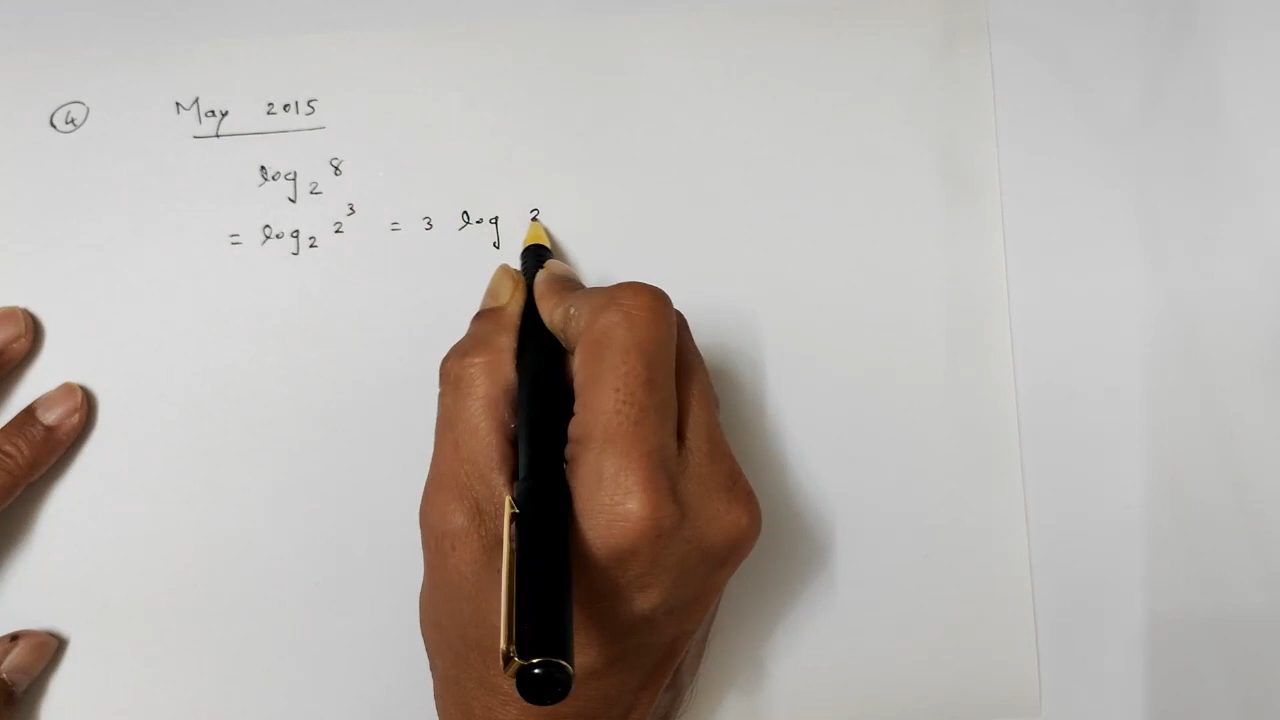 ④ May 2015
log₂ 8
= log₂ 2³ = 3 log 2